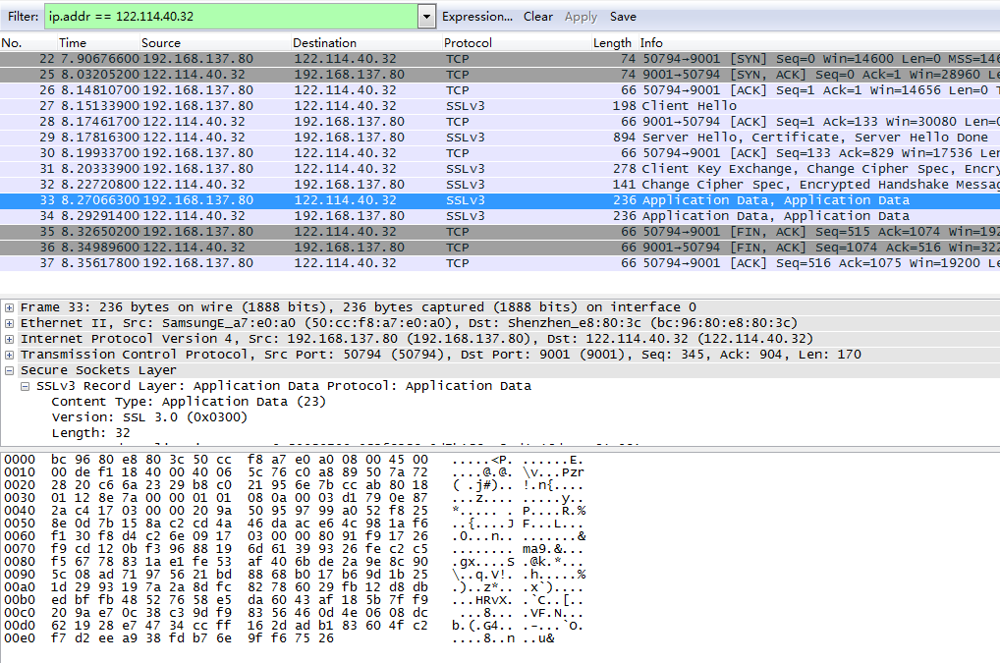 Filter: ip.addr == 122.114.40.32 Expression... Clear Apply Save
No. Time Source Destination Protocol Length Info
22 7.90676600 192.168.137.80 122.114.40.32 TCP 74 50794→9001 [SYN] Seq=0 Win=14600 Len=0 MSS=146
25 8.03205200 122.114.40.32 192.168.137.80 TCP 74 9001→50794 [SYN, ACK] Seq=0 Ack=1 Win=28960 Le
26 8.14810700 192.168.137.80 122.114.40.32 TCP 66 50794→9001 [ACK] Seq=1 Ack=1 Win=14656 Len=0 T
27 8.15133900 192.168.137.80 122.114.40.32 SSLv3 198 Client Hello
28 8.17461700 122.114.40.32 192.168.137.80 TCP 66 9001→50794 [ACK] Seq=1 Ack=133 Win=30080 Len=0
29 8.17816300 122.114.40.32 192.168.137.80 SSLv3 894 Server Hello, Certificate, Server Hello Done
30 8.19933700 192.168.137.80 122.114.40.32 TCP 66 50794→9001 [ACK] Seq=133 Ack=829 Win=17536 Len
31 8.20333900 192.168.137.80 122.114.40.32 SSLv3 278 Client Key Exchange, Change Cipher Spec, Encry
32 8.22720800 122.114.40.32 192.168.137.80 SSLv3 141 Change Cipher Spec, Encrypted Handshake Messag
33 8.27066300 192.168.137.80 122.114.40.32 SSLv3 236 Application Data, Application Data
34 8.29291400 122.114.40.32 192.168.137.80 SSLv3 236 Application Data, Application Data
35 8.32650200 192.168.137.80 122.114.40.32 TCP 66 50794→9001 [FIN, ACK] Seq=515 Ack=1074 Win=192
36 8.34989600 122.114.40.32 192.168.137.80 TCP 66 9001→50794 [FIN, ACK] Seq=1074 Ack=516 Win=322
37 8.35617800 192.168.137.80 122.114.40.32 TCP 66 50794→9001 [ACK] Seq=516 Ack=1075 Win=19200 Le
Frame 33: 236 bytes on wire (1888 bits), 236 bytes captured (1888 bits) on interface 0
Ethernet II, Src: SamsungE_a7:e0:a0 (50:cc:f8:a7:e0:a0), Dst: Shenzhen_e8:80:3c (bc:96:80:e8:80:3c)
Internet Protocol Version 4, Src: 192.168.137.80 (192.168.137.80), Dst: 122.114.40.32 (122.114.40.32)
Transmission Control Protocol, Src Port: 50794 (50794), Dst Port: 9001 (9001), Seq: 345, Ack: 904, Len: 170
Secure Sockets Layer
SSLv3 Record Layer: Application Data Protocol: Application Data
Content Type: Application Data (23)
Version: SSL 3.0 (0x0300)
Length: 32
0000 bc 96 80 e8 80 3c 50 cc f8 a7 e0 a0 08 00 45 00 .....<P. ......E.
0010 00 de f1 18 40 00 40 06 5c 76 c0 a8 89 50 7a 72 ....@.@. \v...Pzr
0020 28 20 c6 6a 23 29 b8 c0 21 95 6e 7b cc ab 80 18 ( .j#).. !.n{....
0030 01 12 8e 7a 00 00 01 01 08 0a 00 03 d1 79 0e 87 ...z.... .....y..
0040 2a c4 17 03 00 00 20 9a 50 95 97 99 a0 52 f8 25 *..... . P....R.%
0050 8e 0d 7b 15 8a c2 cd 4a 46 da ac e6 4c 98 1a f6 ..{....J F...L...
0060 f1 30 f8 d4 c2 6e 09 17 03 00 00 80 91 f9 17 26 .0...n.. .......&
0070 f9 cd 12 0b f3 96 88 19 6d 61 39 93 26 fe c2 c5 ........ ma9.&...
0080 f5 67 78 83 1a e1 fe 53 af 40 6b de 2a 9e 8c 90 .gx....S .@k.*...
0090 5c 08 ad 71 97 56 21 bd 88 68 b0 17 b6 9d 1b 25 \..q.V!. .h.....%
00a0 1d 29 93 19 7a 2a 8d fc 82 78 60 29 fb 12 d8 db .)..z*.. .x`)....
00b0 ed bf fb 48 52 76 58 e5 da 60 43 af 18 5b 7f f9 ...HRvX. .`C..[..
00c0 20 9a e7 0c 38 c3 9d f9 83 56 46 0d 4e 06 08 dc ...8... .VF.N...
00d0 62 19 28 e7 47 34 cc ff 16 2d ad b1 83 60 4f c2 b.(.G4.. .-...`O.
00e0 f7 d2 ee a9 38 fd b7 6e 9f f6 75 26 ....8..n ..u&